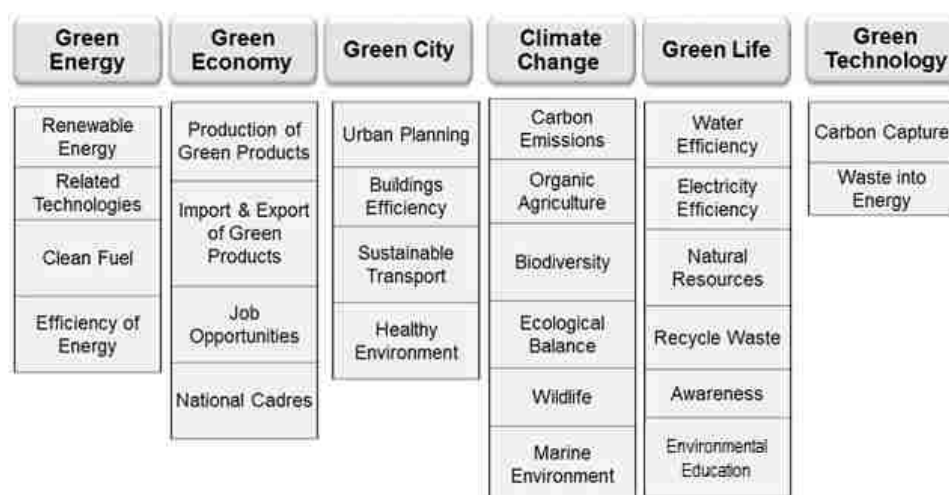 Green
Energy
Green
Economy
Green City
Climate
Change
Green Life
Green
Technology
Renewable
Energy
Related
Technologies
Clean Fuel
Efficiency of
Energy
Production of
Green Products
Import & Export
of Green
Products
Job
Opportunities
National Cadres
Urban Planning
Buildings
Efficiency
Sustainable
Transport
Healthy
Environment
Carbon
Emissions
Organic
Agriculture
Biodiversity
Ecological
Balance
Wildlife
Marine
Environment
Water
Efficiency
Electricity
Efficiency
Natural
Resources
Recycle Waste
Awareness
Environmental
Education
Carbon Capture
Waste into
Energy